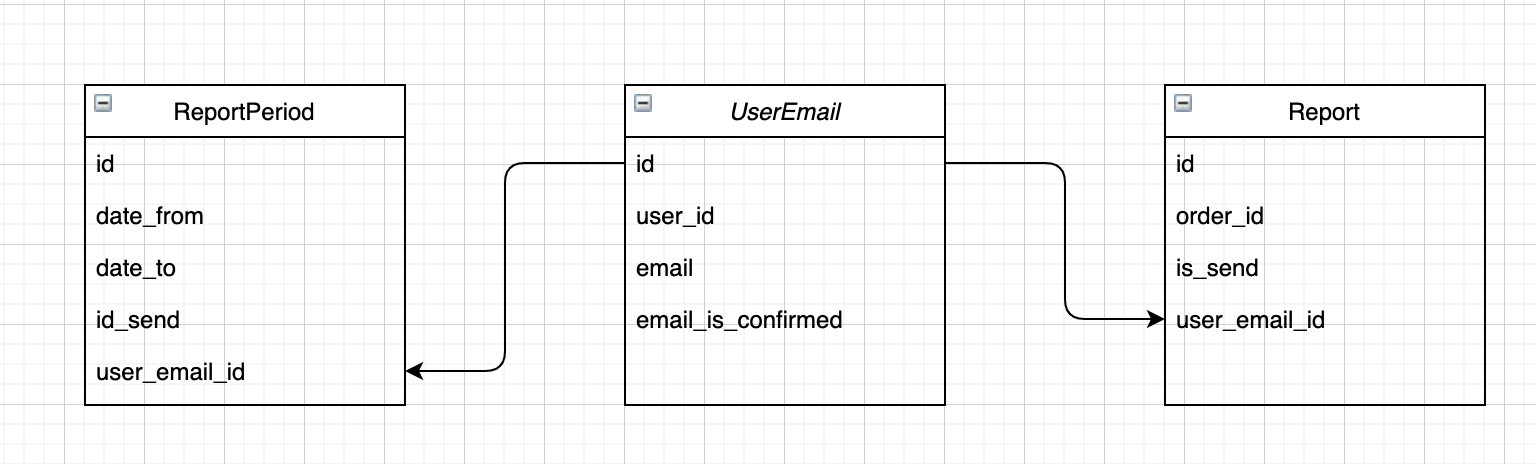 ReportPeriod
id
date_from
date_to
id_send
user_email_id
UserEmail
id
user_id
email
email_is_confirmed
Report
id
order_id
is_send
user_email_id